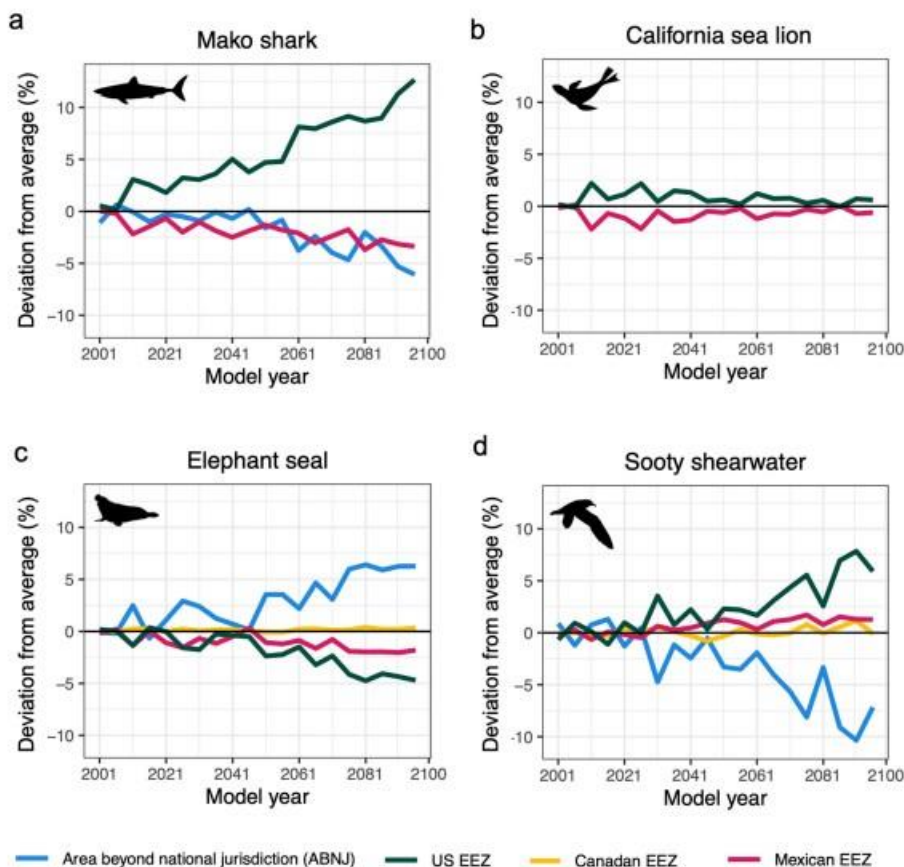 a
Mako shark
Deviation from average (%)
10
5
0
−5
−10
2001 2021 2041 2061 2081 2100
Model year
b
California sea lion
Deviation from average (%)
10
5
0
-5
-10
2001 2021 2041 2061 2081 2100
Model year
c
Elephant seal
Deviation from average (%)
10
5
0
−5
−10
2001 2021 2041 2061 2081 2100
Model year
d
Sooty shearwater
Deviation from average (%)
10
5
0
-5
-10
2001 2021 2041 2061 2081 2100
Model year
Area beyond national jurisdiction (ABNJ) US EEZ Canadian EEZ Mexican EEZ